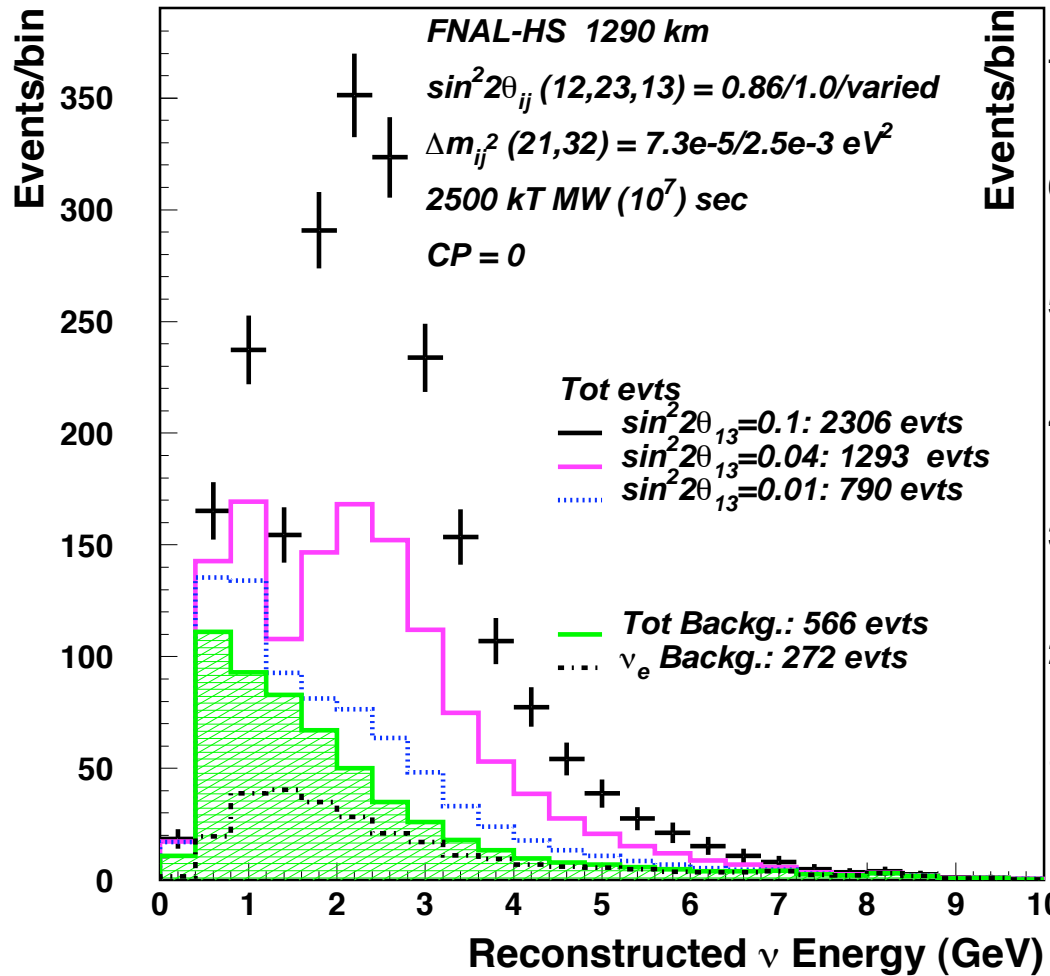 FNAL-HS 1290 km
sin²2θij (12,23,13) = 0.86/1.0/varied
Δmij² (21,32) = 7.3e-5/2.5e-3 eV²
2500 kT MW (10⁷) sec
CP = 0
Tot evts
sin²2θ13=0.1: 2306 evts
sin²2θ13=0.04: 1293 evts
sin²2θ13=0.01: 790 evts
Tot Backg.: 566 evts
νe Backg.: 272 evts
Events/bin
350
300
250
200
150
100
50
0
0 1 2 3 4 5 6 7 8 9 10
Reconstructed ν Energy (GeV)
Events/bin